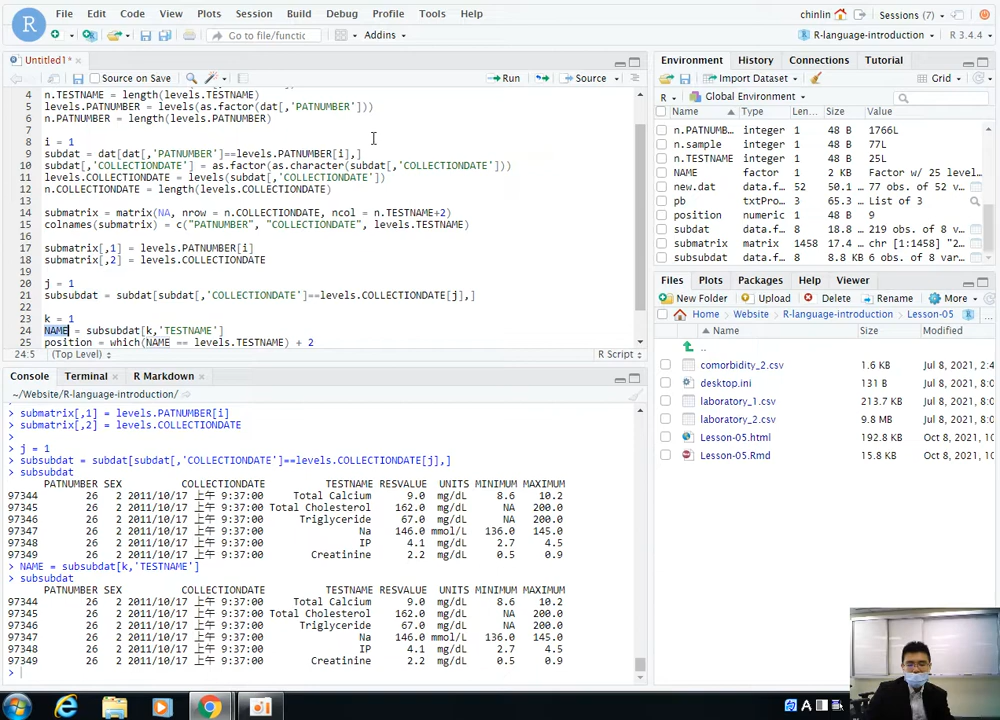 File Edit Code View Plots Session Build Debug Profile Tools Help
chinlin Sessions (7)
Go to file/functic Addins
R-language-introduction R 3.4.4
Untitled1*
Source on Save Run Source
4 n.TESTNAME = length(levels.TESTNAME)
5 levels.PATNUMBER = levels(as.factor(dat[,'PATNUMBER']))
6 n.PATNUMBER = length(levels.PATNUMBER)
7
8 i = 1
9 subdat = dat[dat[,'PATNUMBER']==levels.PATNUMBER[i],]
10 subdat[,'COLLECTIONDATE'] = as.factor(as.character(subdat[,'COLLECTIONDATE']))
11 levels.COLLECTIONDATE = levels(subdat[,'COLLECTIONDATE'])
12 n.COLLECTIONDATE = length(levels.COLLECTIONDATE)
13
14 submatrix = matrix(NA, nrow = n.COLLECTIONDATE, ncol = n.TESTNAME+2)
15 colnames(submatrix) = c("PATNUMBER", "COLLECTIONDATE", levels.TESTNAME)
16
17 submatrix[,1] = levels.PATNUMBER[i]
18 submatrix[,2] = levels.COLLECTIONDATE
19
20 j = 1
21 subsubdat = subdat[subdat[,'COLLECTIONDATE']==levels.COLLECTIONDATE[j],]
22
23 k = 1
24 NAME = subsubdat[k,'TESTNAME']
25 position = which(NAME == levels.TESTNAME) + 2
24:5 (Top Level) R Script
Console Terminal R Markdown
~/Website/R-language-introduction/
> submatrix[,1] = levels.PATNUMBER[i]
> submatrix[,2] = levels.COLLECTIONDATE
>
> j = 1
> subsubdat = subdat[subdat[,'COLLECTIONDATE']==levels.COLLECTIONDATE[j],]
> subsubdat
PATNUMBER SEX COLLECTIONDATE TESTNAME RESVALUE UNITS MINIMUM MAXIMUM
97344 26 2 2011/10/17 上午 9:37:00 Total Calcium 9.0 mg/dL 8.6 10.2
97345 26 2 2011/10/17 上午 9:37:00 Total Cholesterol 162.0 mg/dL NA 200.0
97346 26 2 2011/10/17 上午 9:37:00 Triglyceride 67.0 mg/dL NA 200.0
97347 26 2 2011/10/17 上午 9:37:00 Na 146.0 mmol/L 136.0 145.0
97348 26 2 2011/10/17 上午 9:37:00 IP 4.1 mg/dL 2.7 4.5
97349 26 2 2011/10/17 上午 9:37:00 Creatinine 2.2 mg/dL 0.5 0.9
> NAME = subsubdat[k,'TESTNAME']
> subsubdat
PATNUMBER SEX COLLECTIONDATE TESTNAME RESVALUE UNITS MINIMUM MAXIMUM
97344 26 2 2011/10/17 上午 9:37:00 Total Calcium 9.0 mg/dL 8.6 10.2
97345 26 2 2011/10/17 上午 9:37:00 Total Cholesterol 162.0 mg/dL NA 200.0
97346 26 2 2011/10/17 上午 9:37:00 Triglyceride 67.0 mg/dL NA 200.0
97347 26 2 2011/10/17 上午 9:37:00 Na 146.0 mmol/L 136.0 145.0
97348 26 2 2011/10/17 上午 9:37:00 IP 4.1 mg/dL 2.7 4.5
97349 26 2 2011/10/17 上午 9:37:00 Creatinine 2.2 mg/dL 0.5 0.9
>
Environment History Connections Tutorial
Import Dataset Grid
R Global Environment
Name Type Len... Size Value
n.PATNUMB... integer 1 48 B 1766L
n.sample integer 1 48 B 77L
n.TESTNAME integer 1 48 B 25L
NAME factor 1 2 KB Factor w/ 25 level…
new.dat data.f… 52 50.1 … 77 obs. of 52 v…
pb txtPro… 3 65.3 … List of 3
position numeric 1 48 B 9
subdat data.f… 8 18.8 … 219 obs. of 8 v…
submatrix matrix 1458 17.4 … chr [1:1458] "2…
subsubdat data.f… 8 8.8 KB 6 obs. of 8 var…
Files Plots Packages Help Viewer
New Folder Upload Delete Rename More
Home Website R-language-introduction Lesson-05 ...
Name Size Modified
..
comorbidity_2.csv 1.6 KB Jul 8, 2021, 2:4
desktop.ini 131 B Jul 8, 2021, 8:0
laboratory_1.csv 213.7 KB Jul 8, 2021, 8:0
laboratory_2.csv 9.8 MB Jul 8, 2021, 8:0
Lesson-05.html 192.8 KB Oct 8, 2021, 8:
Lesson-05.Rmd 15.8 KB Oct 8, 2021, 8: